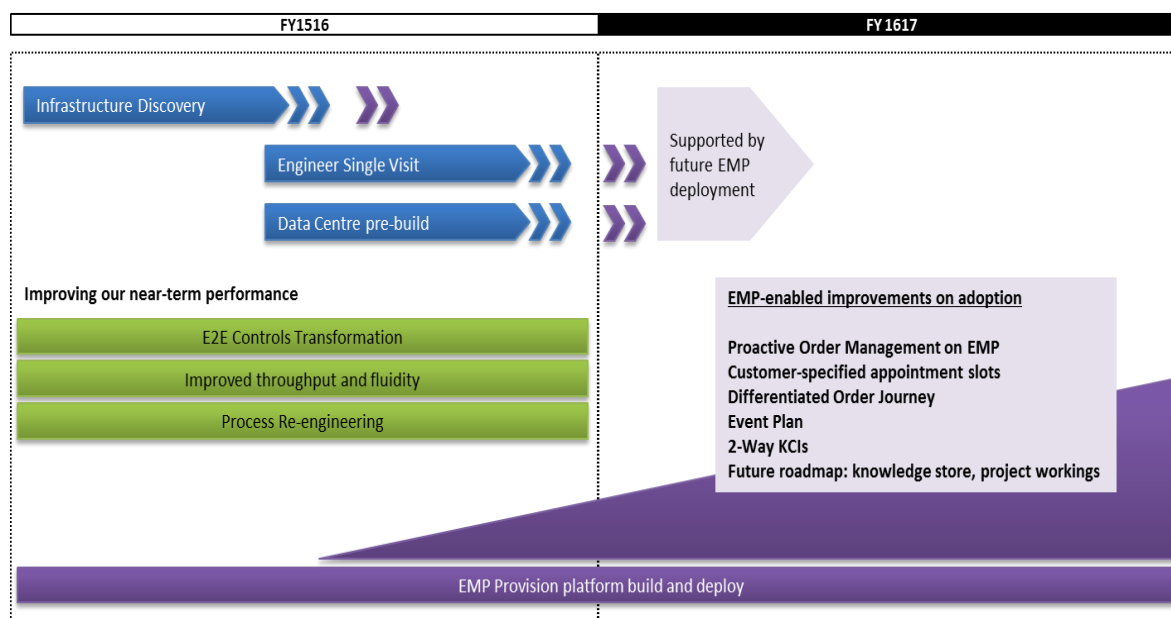 FY1516
FY 1617
Infrastructure Discovery
Engineer Single Visit
Data Centre pre-build
Supported by
future EMP
deployment
Improving our near-term performance
E2E Controls Transformation
Improved throughput and fluidity
Process Re-engineering
EMP-enabled improvements on adoption
Proactive Order Management on EMP
Customer-specified appointment slots
Differentiated Order Journey
Event Plan
2-Way KCIs
Future roadmap: knowledge store, project workings
EMP Provision platform build and deploy